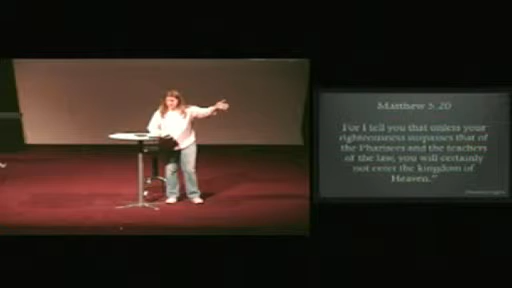 Matthew 5.20
For I tell you that unless your
righteousness surpasses that of
the Pharisees and the teachers
of the law, you will certainly
not enter the kingdom of
Heaven."